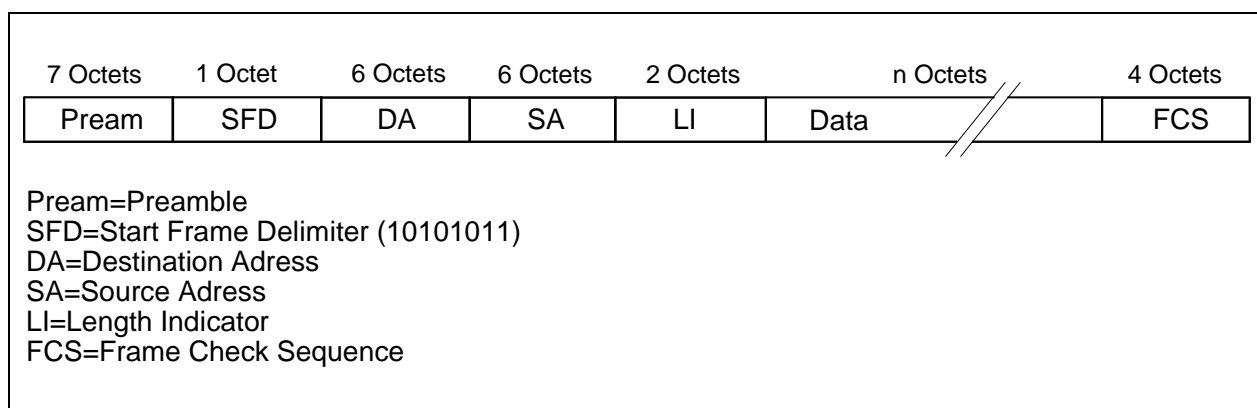 7 Octets 1 Octet 6 Octets 6 Octets 2 Octets n Octets 4 Octets
Pream SFD DA SA LI Data FCS
Pream=Preamble
SFD=Start Frame Delimiter (10101011)
DA=Destination Adress
SA=Source Adress
LI=Length Indicator
FCS=Frame Check Sequence